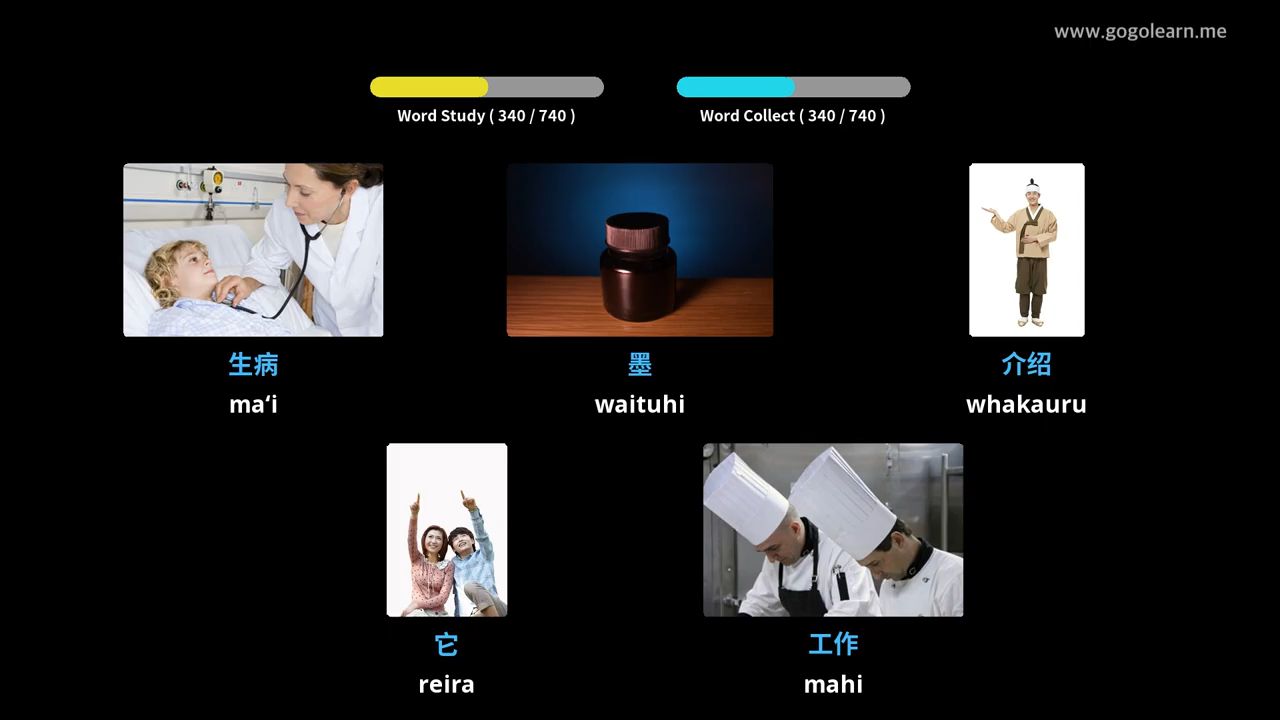 www.gogolearn.me
Word Study ( 340 / 740 )
Word Collect ( 340 / 740 )
生病
maʻi
墨
waituhi
介绍
whakauru
它
reira
工作
mahi